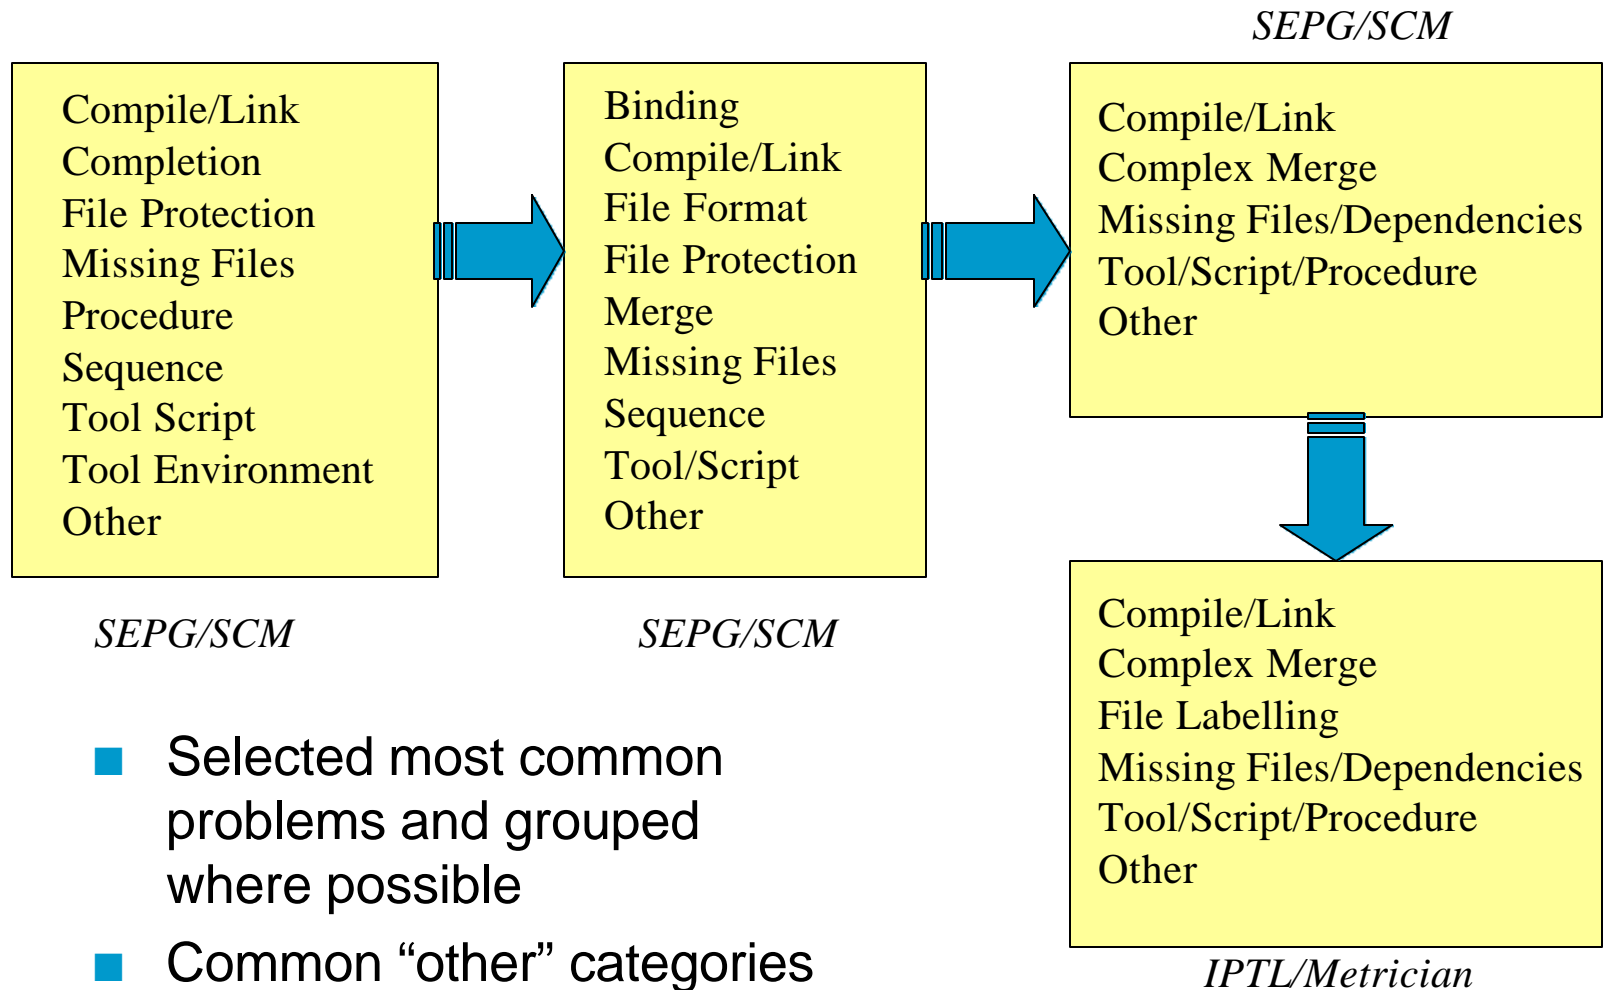 SEPG/SCM
Compile/Link
Completion
File Protection
Missing Files
Procedure
Sequence
Tool Script
Tool Environment
Other
SEPG/SCM
Binding
Compile/Link
File Format
File Protection
Merge
Missing Files
Sequence
Tool/Script
Other
SEPG/SCM
Compile/Link
Complex Merge
Missing Files/Dependencies
Tool/Script/Procedure
Other
Compile/Link
Complex Merge
File Labelling
Missing Files/Dependencies
Tool/Script/Procedure
Other
IPTL/Metrician
Selected most common
problems and grouped
where possible
Common “other” categories